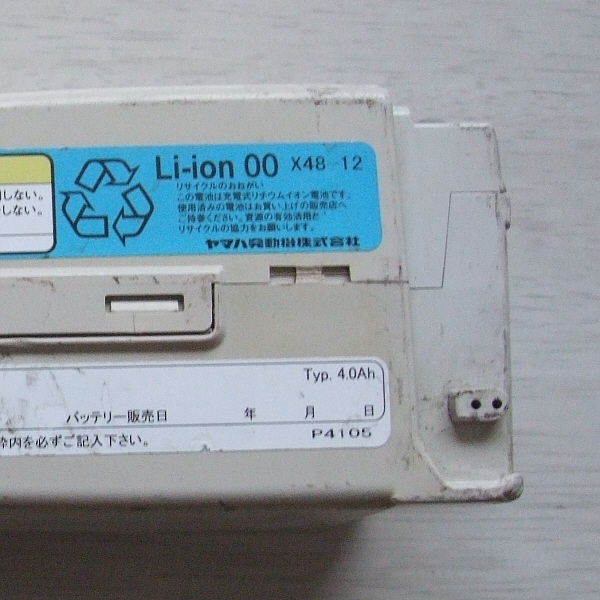 しない。
しない。
Li-ion 00 X48 12
リサイクルのおねがい
この電池は充電式リチウムイオン電池です。
使用済みの電池はお買い上げの販売店へ
ご持参ください。資源の有効活用と
リサイクルの協力をお願いします。
ヤマハ発動機株式会社
Typ. 4.0Ah
バッテリー販売日 年 月 日
枠内を必ずご記入下さい。
P4105